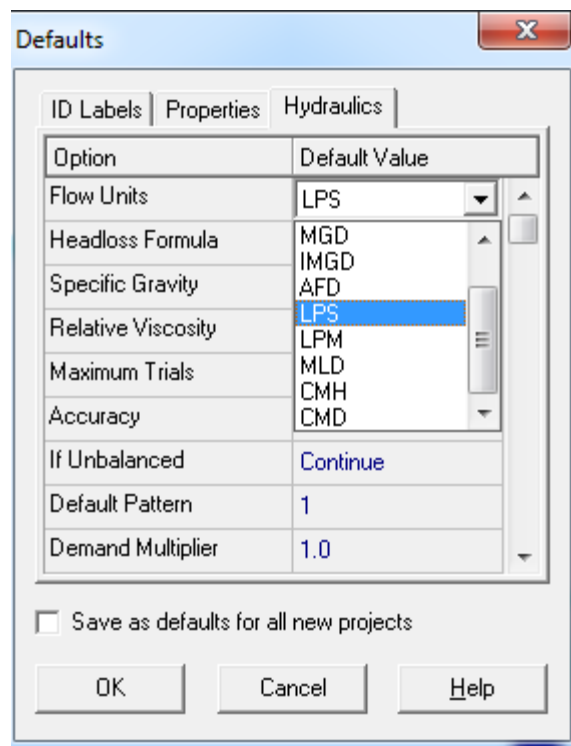 Defaults
ID Labels Properties Hydraulics
Option Default Value
Flow Units LPS
Headloss Formula MGD
IMGD
Specific Gravity AFD
LPS
Relative Viscosity LPM
Maximum Trials MLD
CMH
Accuracy CMD
If Unbalanced Continue
Default Pattern 1
Demand Multiplier 1.0
Save as defaults for all new projects
OK Cancel Help